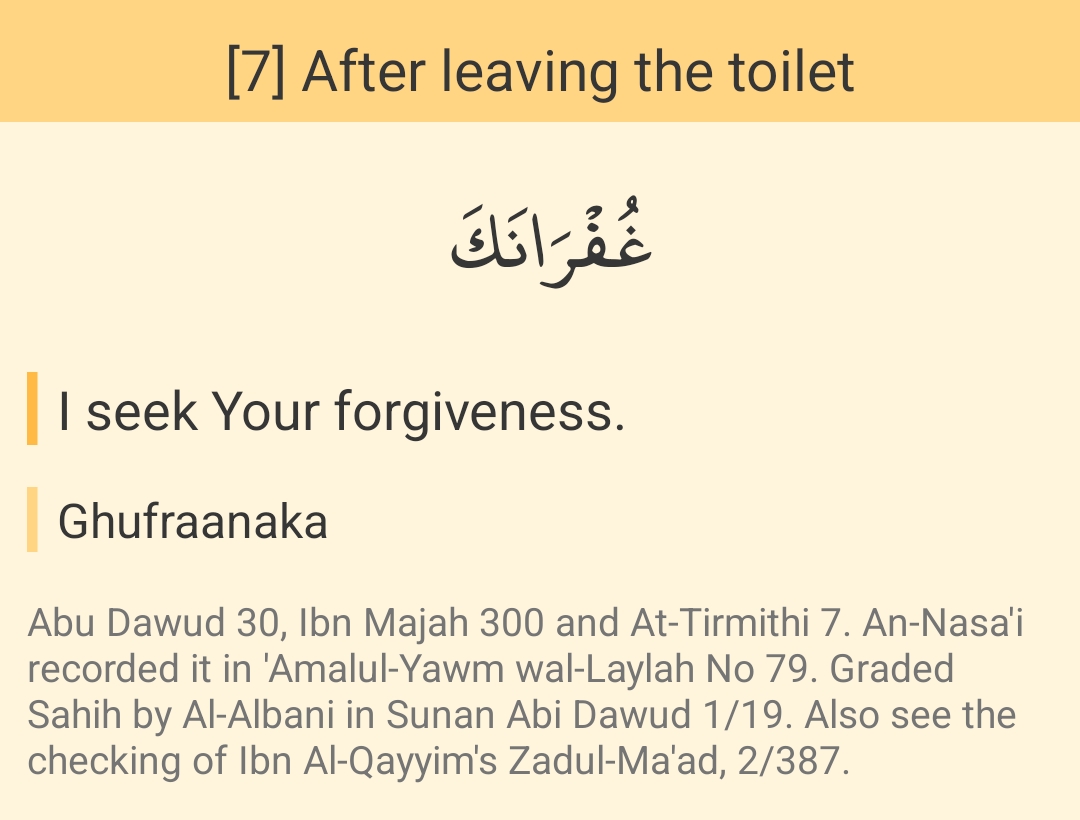 [7] After leaving the toilet
غُفْرَانَكَ
I seek Your forgiveness.
Ghufraanaka
Abu Dawud 30, Ibn Majah 300 and At-Tirmithi 7. An-Nasa'i
recorded it in 'Amalul-Yawm wal-Laylah No 79. Graded
Sahih by Al-Albani in Sunan Abi Dawud 1/19. Also see the
checking of Ibn Al-Qayyim's Zadul-Ma'ad, 2/387.